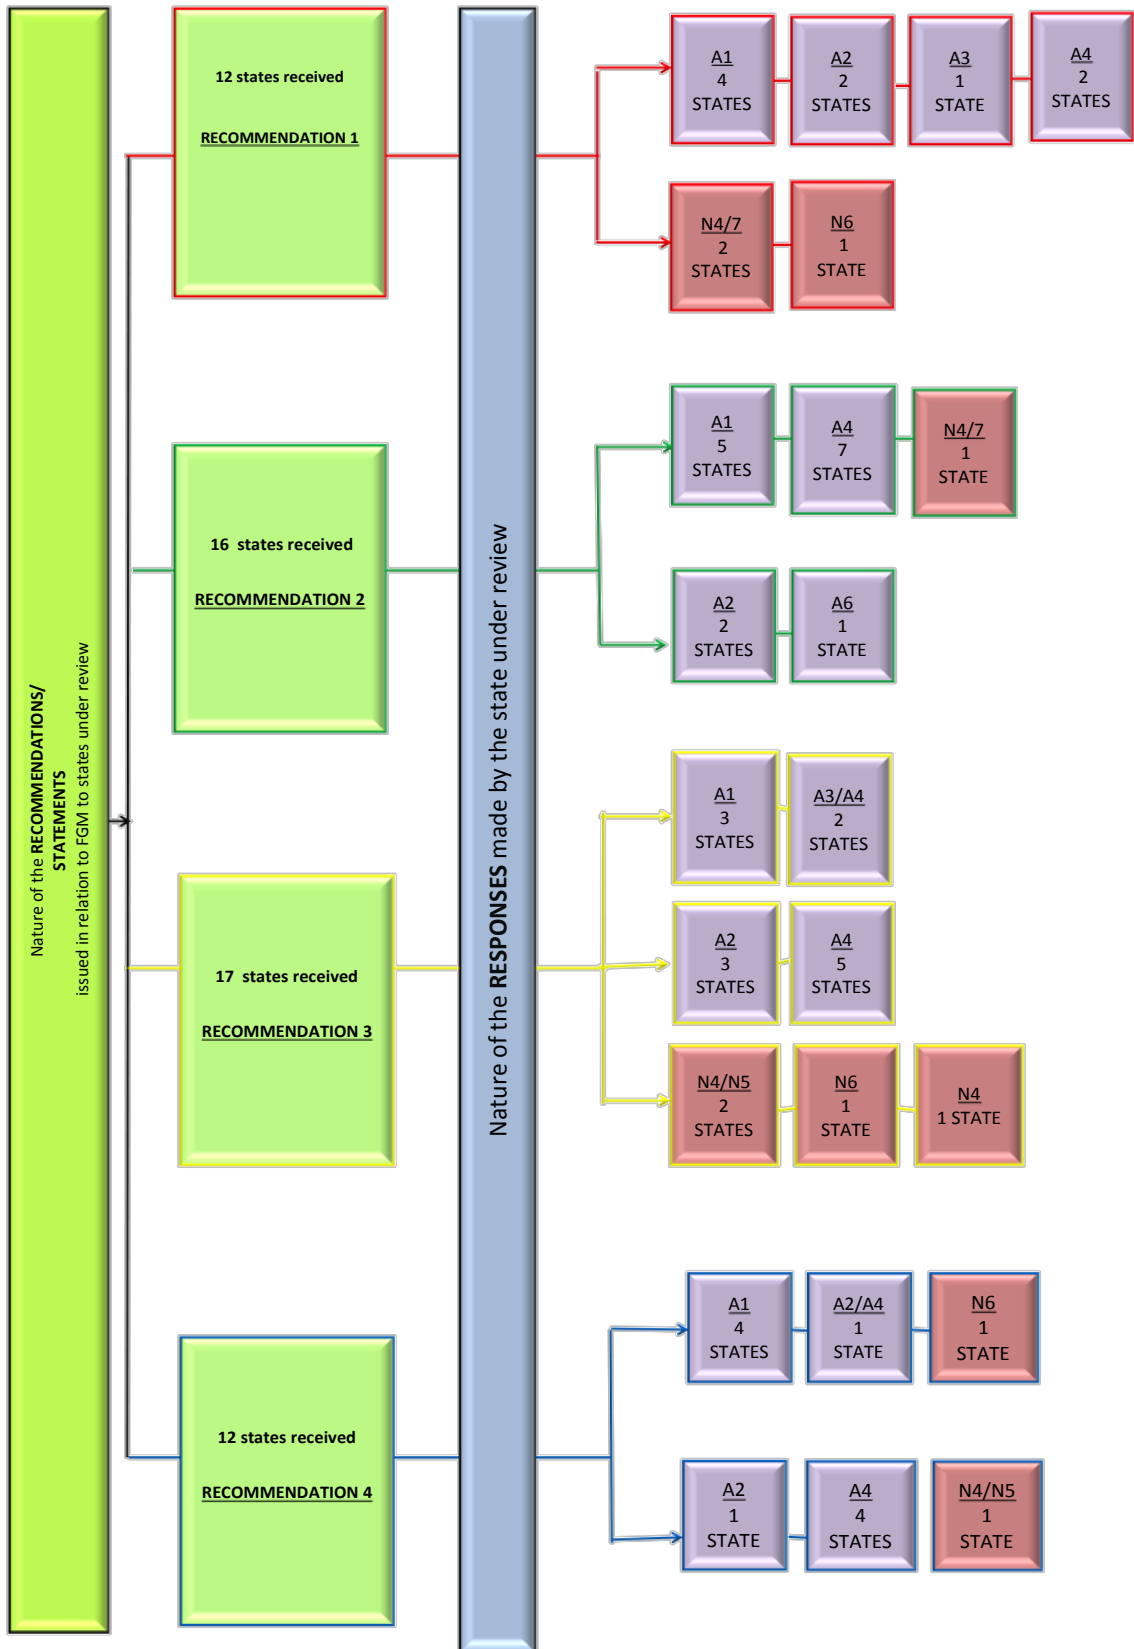 Nature of the RECOMMENDATIONS/
STATEMENTS
issued in relation to FGM to states under review
12 states received
RECOMMENDATION 1
16 states received
RECOMMENDATION 2
17 states received
RECOMMENDATION 3
12 states received
RECOMMENDATION 4
Nature of the RESPONSES made by the state under review
A1
4
STATES
A2
2
STATES
A3
1
STATE
A4
2
STATES
N4/7
2
STATES
N6
1
STATE
A1
5
STATES
A4
7
STATES
N4/7
1
STATE
A2
2
STATES
A6
1
STATE
A1
3
STATES
A3/A4
2
STATES
A2
3
STATES
A4
5
STATES
N4/N5
2
STATES
N6
1
STATE
N4
1 STATE
A1
4
STATES
A2/A4
1
STATE
N6
1
STATE
A2
1
STATE
A4
4
STATES
N4/N5
1
STATE